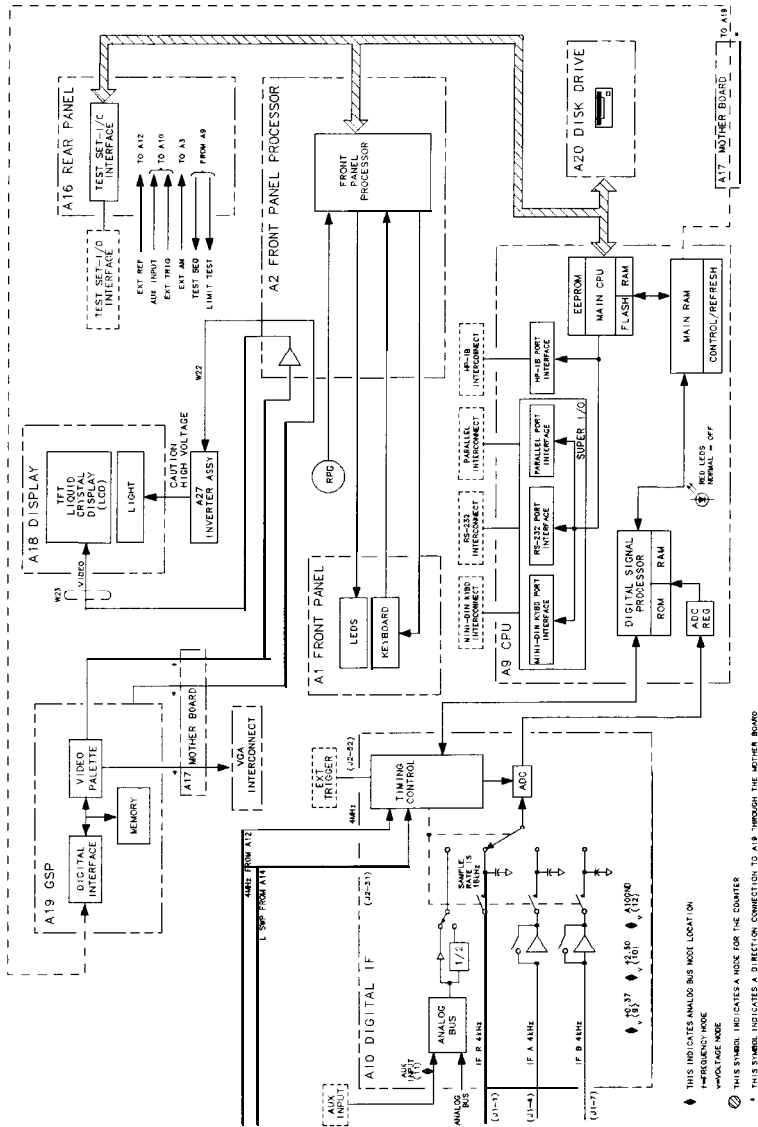 A19 GSP
DIGITAL
INTERFACE
VIDEO
PALETTE
MEMORY
A17 MOTHER BOARD
VGA
INTERCONNECT
4MHz FROM A12
L SWP FROM A14
A18 DISPLAY
TFT
LIQUID
CRYSTAL
DISPLAY
(LCD)
LIGHT
W23
VIDEO
CAUTION
HIGH VOLTAGE
A27
INVERTER ASSY
W22
A16 REAR PANEL
TEST SET-I/O
INTERFACE
TEST SET-I/O
INTERFACE
EXT REF
TO A12
AUX INPUT
EXT TRIG
TO A10
EXT AM
TO A3
TEST SEQ
LIMIT TEST
FROM A9
A2 FRONT PANEL PROCESSOR
FRONT
PANEL
PROCESSOR
RPG
A1 FRONT PANEL
LEDS
KEYBOARD
A20 DISK DRIVE
A17 MOTHER BOARD
TO A19
*
A10 DIGITAL IF
AUX
INPUT
AUX
INPUT
(11)
ANALOG
BUS
ANALOG
BUS
1/2
EXT
TRIGGER
(J2-52)
4MHz
(J2-31)
TIMING
CONTROL
ADC
SAMPLE
RATE IS
16kHz
IF R 4kHz
(J1-1)
IF A 4kHz
(J1-4)
IF B 4kHz
(J1-7)
+0.37
v (9)
+2.50
v (10)
A10GND
v (12)
A9 CPU
MINI-DIN KYBD
INTERCONNECT
RS-232
INTERCONNECT
PARALLEL
INTERCONNECT
HP-IB
INTERCONNECT
MINI-DIN KYBD PORT
INTERFACE
RS-232 PORT
INTERFACE
PARALLEL PORT
INTERFACE
HP-IB PORT
INTERFACE
SUPER I/O
EEPROM
MAIN CPU
FLASH
RAM
MAIN RAM
CONTROL/REFRESH
RED LEDS
NORMAL = OFF
DIGITAL SIGNAL
PROCESSOR
ROM
RAM
ADC
REG
THIS INDICATES ANALOG BUS NODE LOCATION
f=FREQUENCY NODE
v=VOLTAGE NODE
THIS SYMBOL INDICATES A NODE FOR THE COUNTER
* THIS SYMBOL INDICATES A DIRECTION CONNECTION TO A19 THROUGH THE MOTHER BOARD